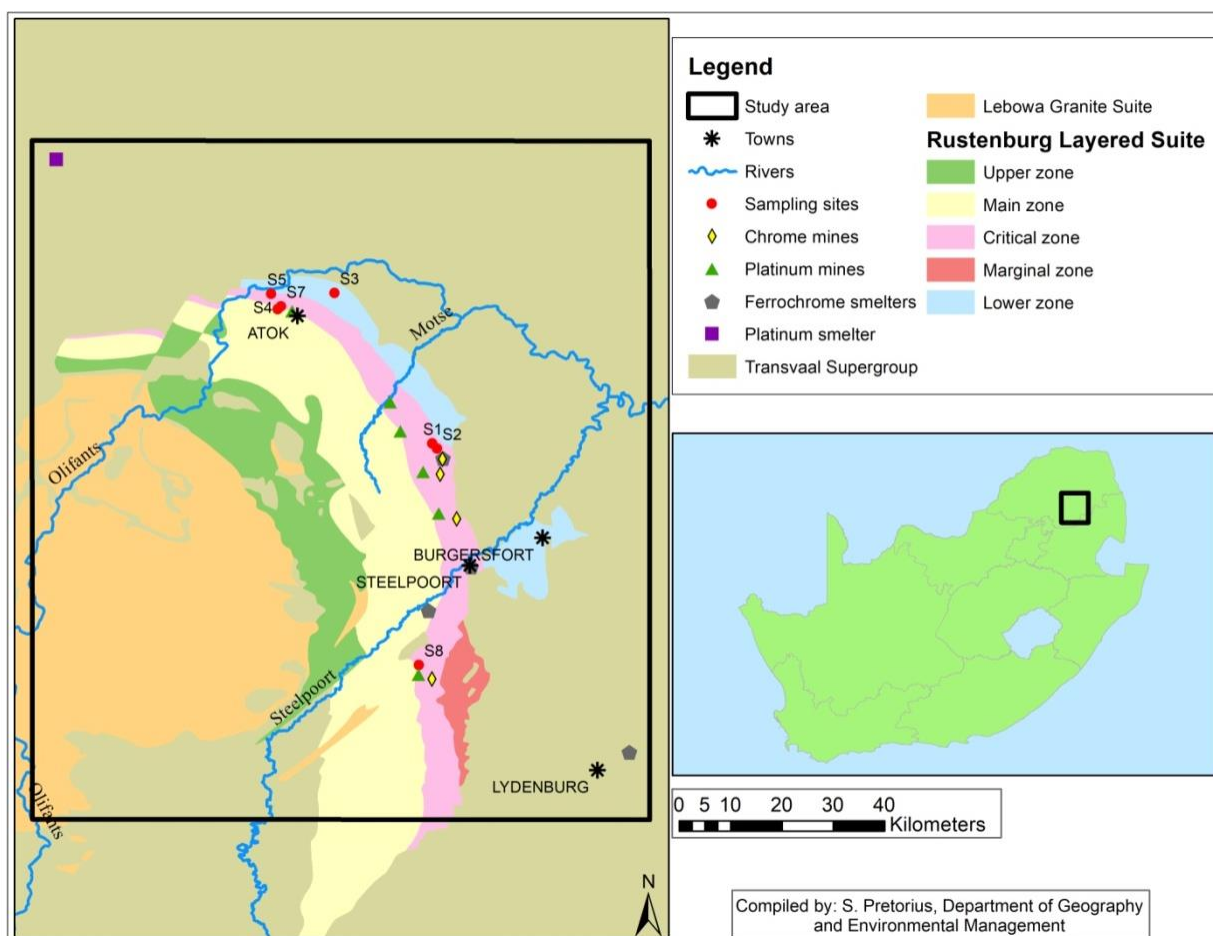 S5
S7
S3
S4
ATOK
Motse
S1
S2
Olifants
BURGERSFORT
STEELPOORT
S8
Steelpoort
LYDENBURG
Olifants
N
Legend
Study area
Towns
Rivers
Sampling sites
Chrome mines
Platinum mines
Ferrochrome smelters
Platinum smelter
Transvaal Supergroup
Lebowa Granite Suite
Rustenburg Layered Suite
Upper zone
Main zone
Critical zone
Marginal zone
Lower zone
0 5 10 20 30 40
Kilometers
Compiled by: S. Pretorius, Department of Geography
and Environmental Management